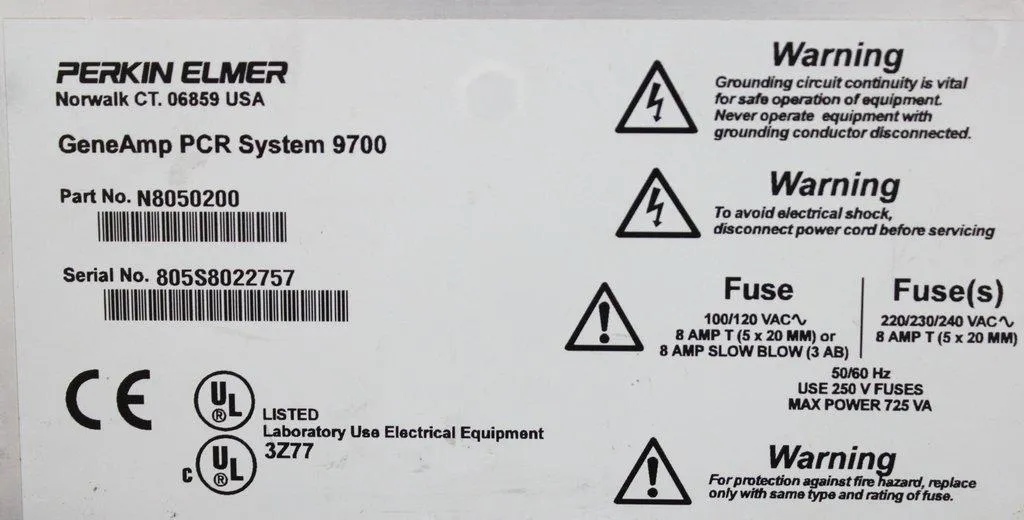 PERKIN ELMER
Norwalk CT. 06859 USA
GeneAmp PCR System 9700
Part No. N8050200
Serial No. 805S8022757
CE
UL
®
LISTED
Laboratory Use Electrical Equipment
3Z77
C
UL
®
Warning
Grounding circuit continuity is vital
for safe operation of equipment.
Never operate equipment with
grounding conductor disconnected.
Warning
To avoid electrical shock,
disconnect power cord before servicing
Fuse
100/120 VAC∿
8 AMP T (5 x 20 MM) or
8 AMP SLOW BLOW (3 AB)
Fuse(s)
220/230/240 VAC∿
8 AMP T (5 x 20 MM)
50/60 Hz
USE 250 V FUSES
MAX POWER 725 VA
Warning
For protection against fire hazard, replace
only with same type and rating of fuse.